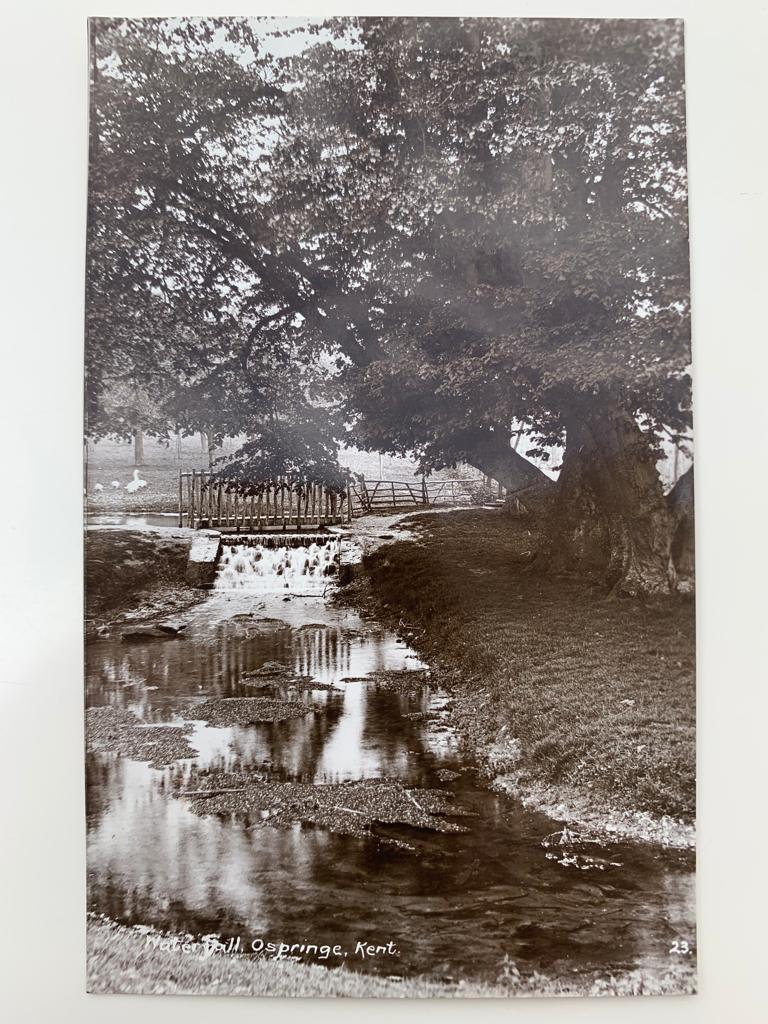 Waterfall, Ospringe, Kent. 23.